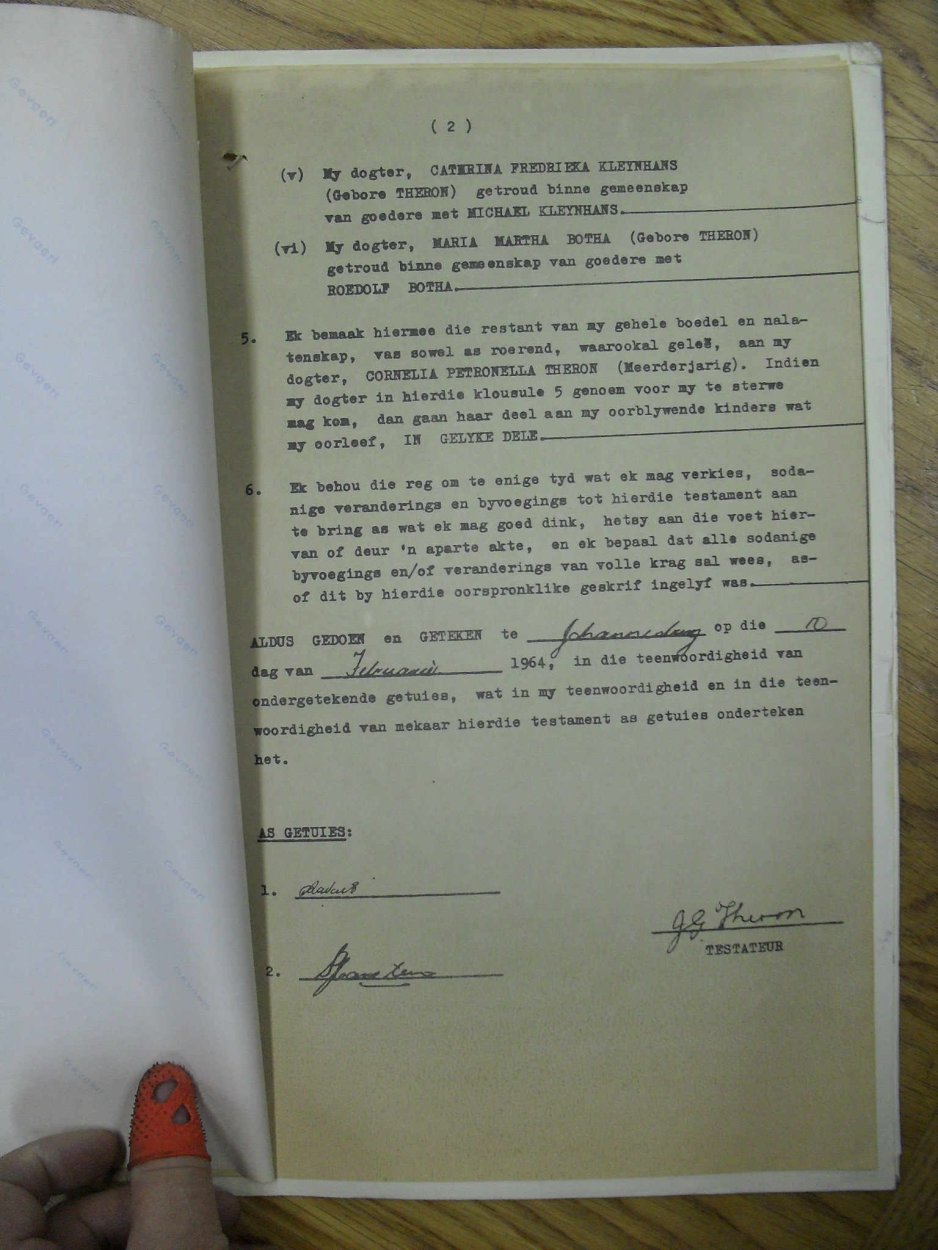 ( 2 )
(v) My dogter, CATHRINA FREDRIEKA KLEYNHANS
(Gebore THERON) getroud binne gemeenskap
van goedere met MICHAEL KLEYNHANS.
(vi) My dogter, MARIA MARTHA BOTHA (Gebore THERON)
getroud binne gemeenskap van goedere met
ROEDOLF BOTHA.
5. Ek bemaak hiermee die restant van my gehele boedel en nala-
tenskap, vas sowel as roerend, waarookal geleë, aan my
dogter, CORNELIA PETRONELLA THERON (Meerderjarig). Indien
my dogter in hierdie klousule 5 genoem voor my te sterwe
mag kom, dan gaan haar deel aan my oorblywende kinders wat
my oorleef, IN GELYKE DELE.
6. Ek behou die reg om te enige tyd wat ek mag verkies, soda-
nige veranderings en byvoegings tot hierdie testament aan
te bring as wat ek mag goed dink, hetsy aan die voet hier-
van of deur 'n aparte akte, en ek bepaal dat alle sodanige
byvoegings en/of veranderings van volle krag sal wees, as-
of dit by hierdie oorspronklike geskrif ingelyf was.
ALDUS GEDOEN en GETEKEN te Johannesburg op die 10
dag van Februarie 1964, in die teenwoordigheid van
ondergetekende getuies, wat in my teenwoordigheid en in die teen-
woordigheid van mekaar hierdie testament as getuies onderteken
het.
AS GETUIES:
1.
JG Theron
TESTATEUR
2.